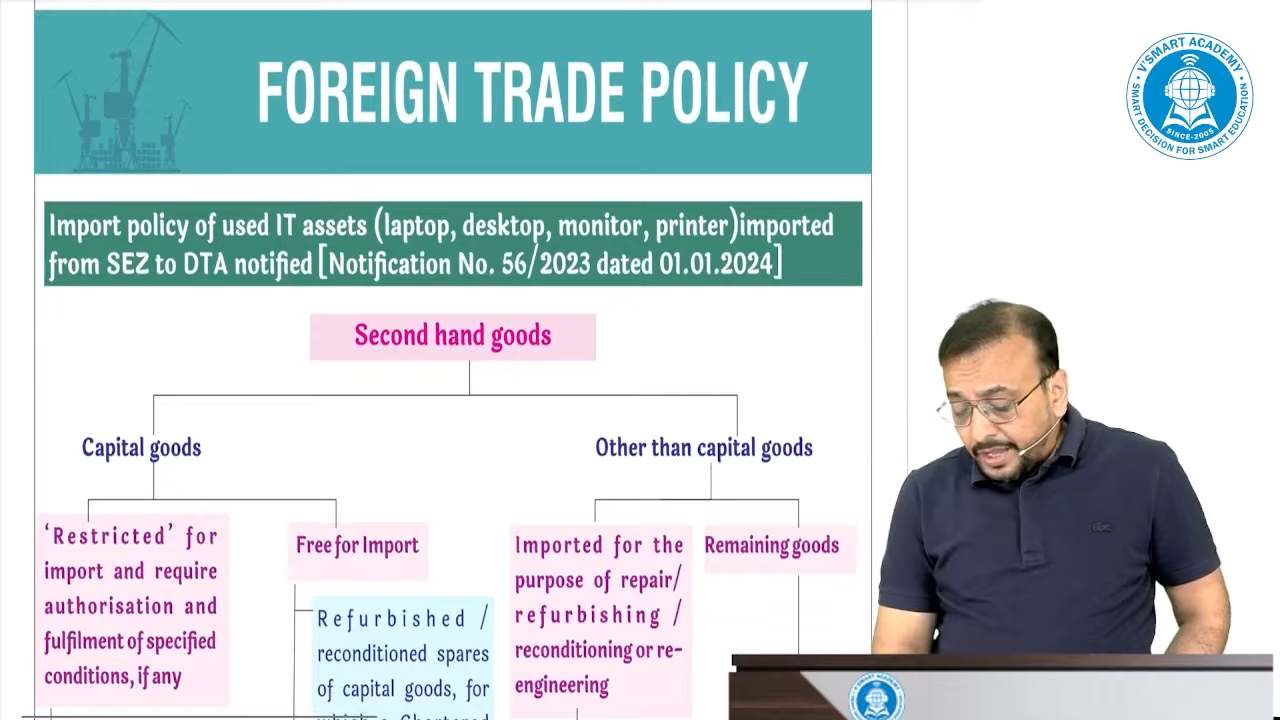 FOREIGN TRADE POLICY
V'SMART ACADEMY
SMART DECISION FOR SMART EDUCATION
SINCE-2005
Import policy of used IT assets (laptop, desktop, monitor, printer)imported
from SEZ to DTA notified [Notification No. 56/2023 dated 01.01.2024]
Second hand goods
Capital goods
Other than capital goods
'Restricted' for
import and require
authorisation and
fulfilment of specified
conditions, if any
Free for Import
Refurbished /
reconditioned spares
of capital goods, for
Imported for the
purpose of repair/
refurbishing /
reconditioning or re-
engineering
Remaining goods